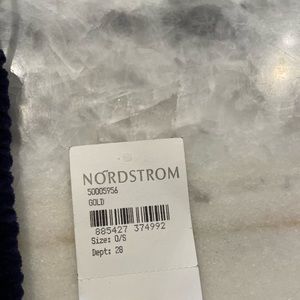 NORDSTROM
50005956
GOLD
885427 374992
Size: O/S
Dept: 28